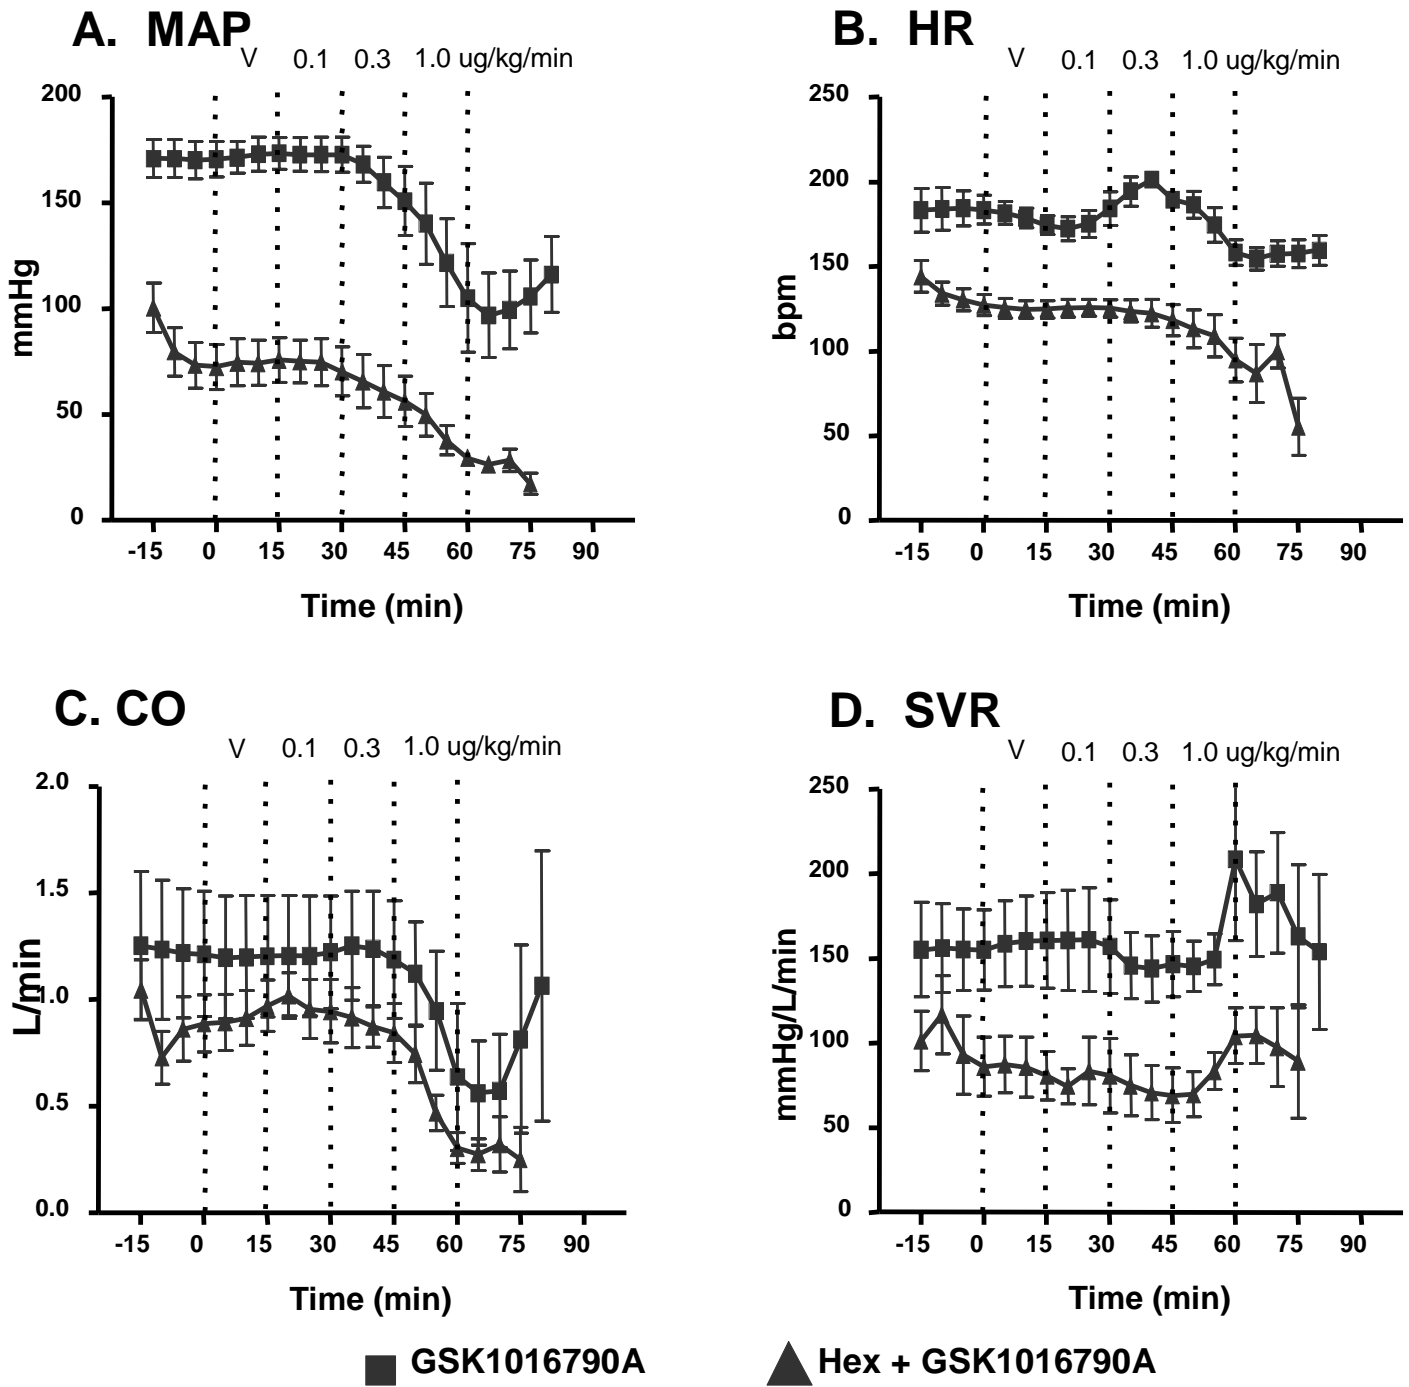 A. MAP
V 0.1 0.3 1.0 ug/kg/min
200
150
100
50
0
mmHg
-15 0 15 30 45 60 75 90
Time (min)
B. HR
V 0.1 0.3 1.0 ug/kg/min
250
200
150
100
50
0
bpm
-15 0 15 30 45 60 75 90
Time (min)
C. CO
V 0.1 0.3 1.0 ug/kg/min
2.0
1.5
1.0
0.5
0.0
L/min
-15 0 15 30 45 60 75 90
Time (min)
D. SVR
V 0.1 0.3 1.0 ug/kg/min
250
200
150
100
50
0
mmHg/L/min
-15 0 15 30 45 60 75 90
Time (min)
GSK1016790A
Hex + GSK1016790A